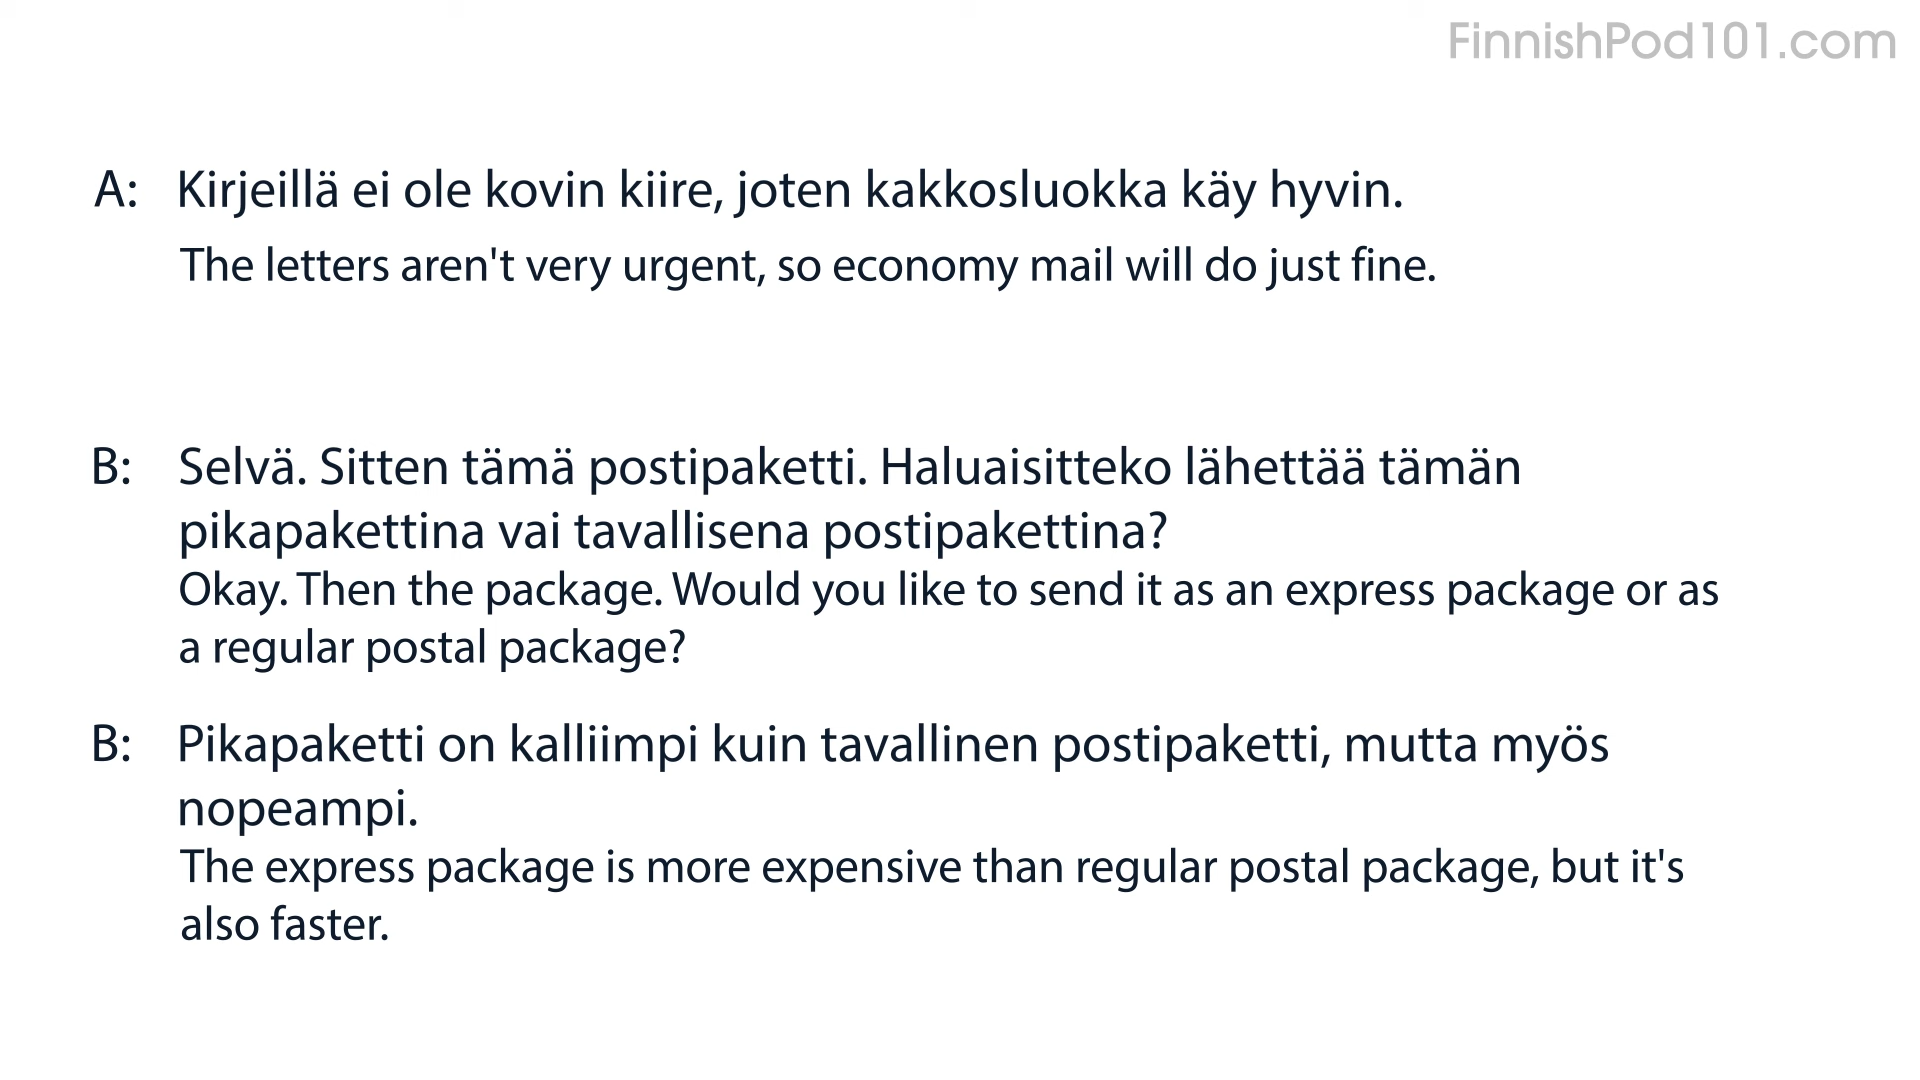 FinnishPod101.com
A: Kirjeillä ei ole kovin kiire, joten kakkosluokka käy hyvin.
The letters aren't very urgent, so economy mail will do just fine.
B: Selvä. Sitten tämä postipaketti. Haluaisitteko lähettää tämän
pikapakettina vai tavallisena postipakettina?
Okay. Then the package. Would you like to send it as an express package or as
a regular postal package?
B: Pikapaketti on kalliimpi kuin tavallinen postipaketti, mutta myös
nopeampi.
The express package is more expensive than regular postal package, but it's
also faster.